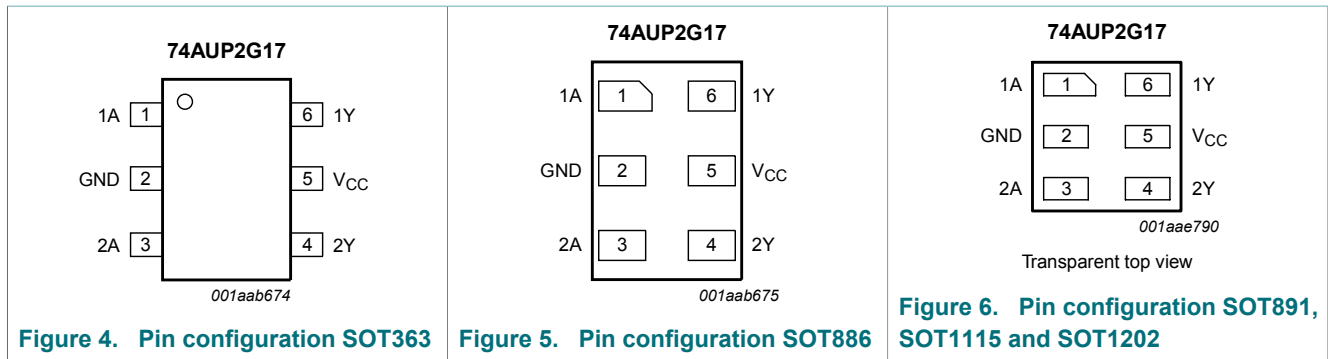 74AUP2G17
1A 1 6 1Y
GND 2 5 VCC
2A 3 4 2Y
001aab674
Figure 4. Pin configuration SOT363
74AUP2G17
1A 1 6 1Y
GND 2 5 VCC
2A 3 4 2Y
001aab675
Figure 5. Pin configuration SOT886
74AUP2G17
1A 1 6 1Y
GND 2 5 VCC
2A 3 4 2Y
001aae790
Transparent top view
Figure 6. Pin configuration SOT891,
SOT1115 and SOT1202